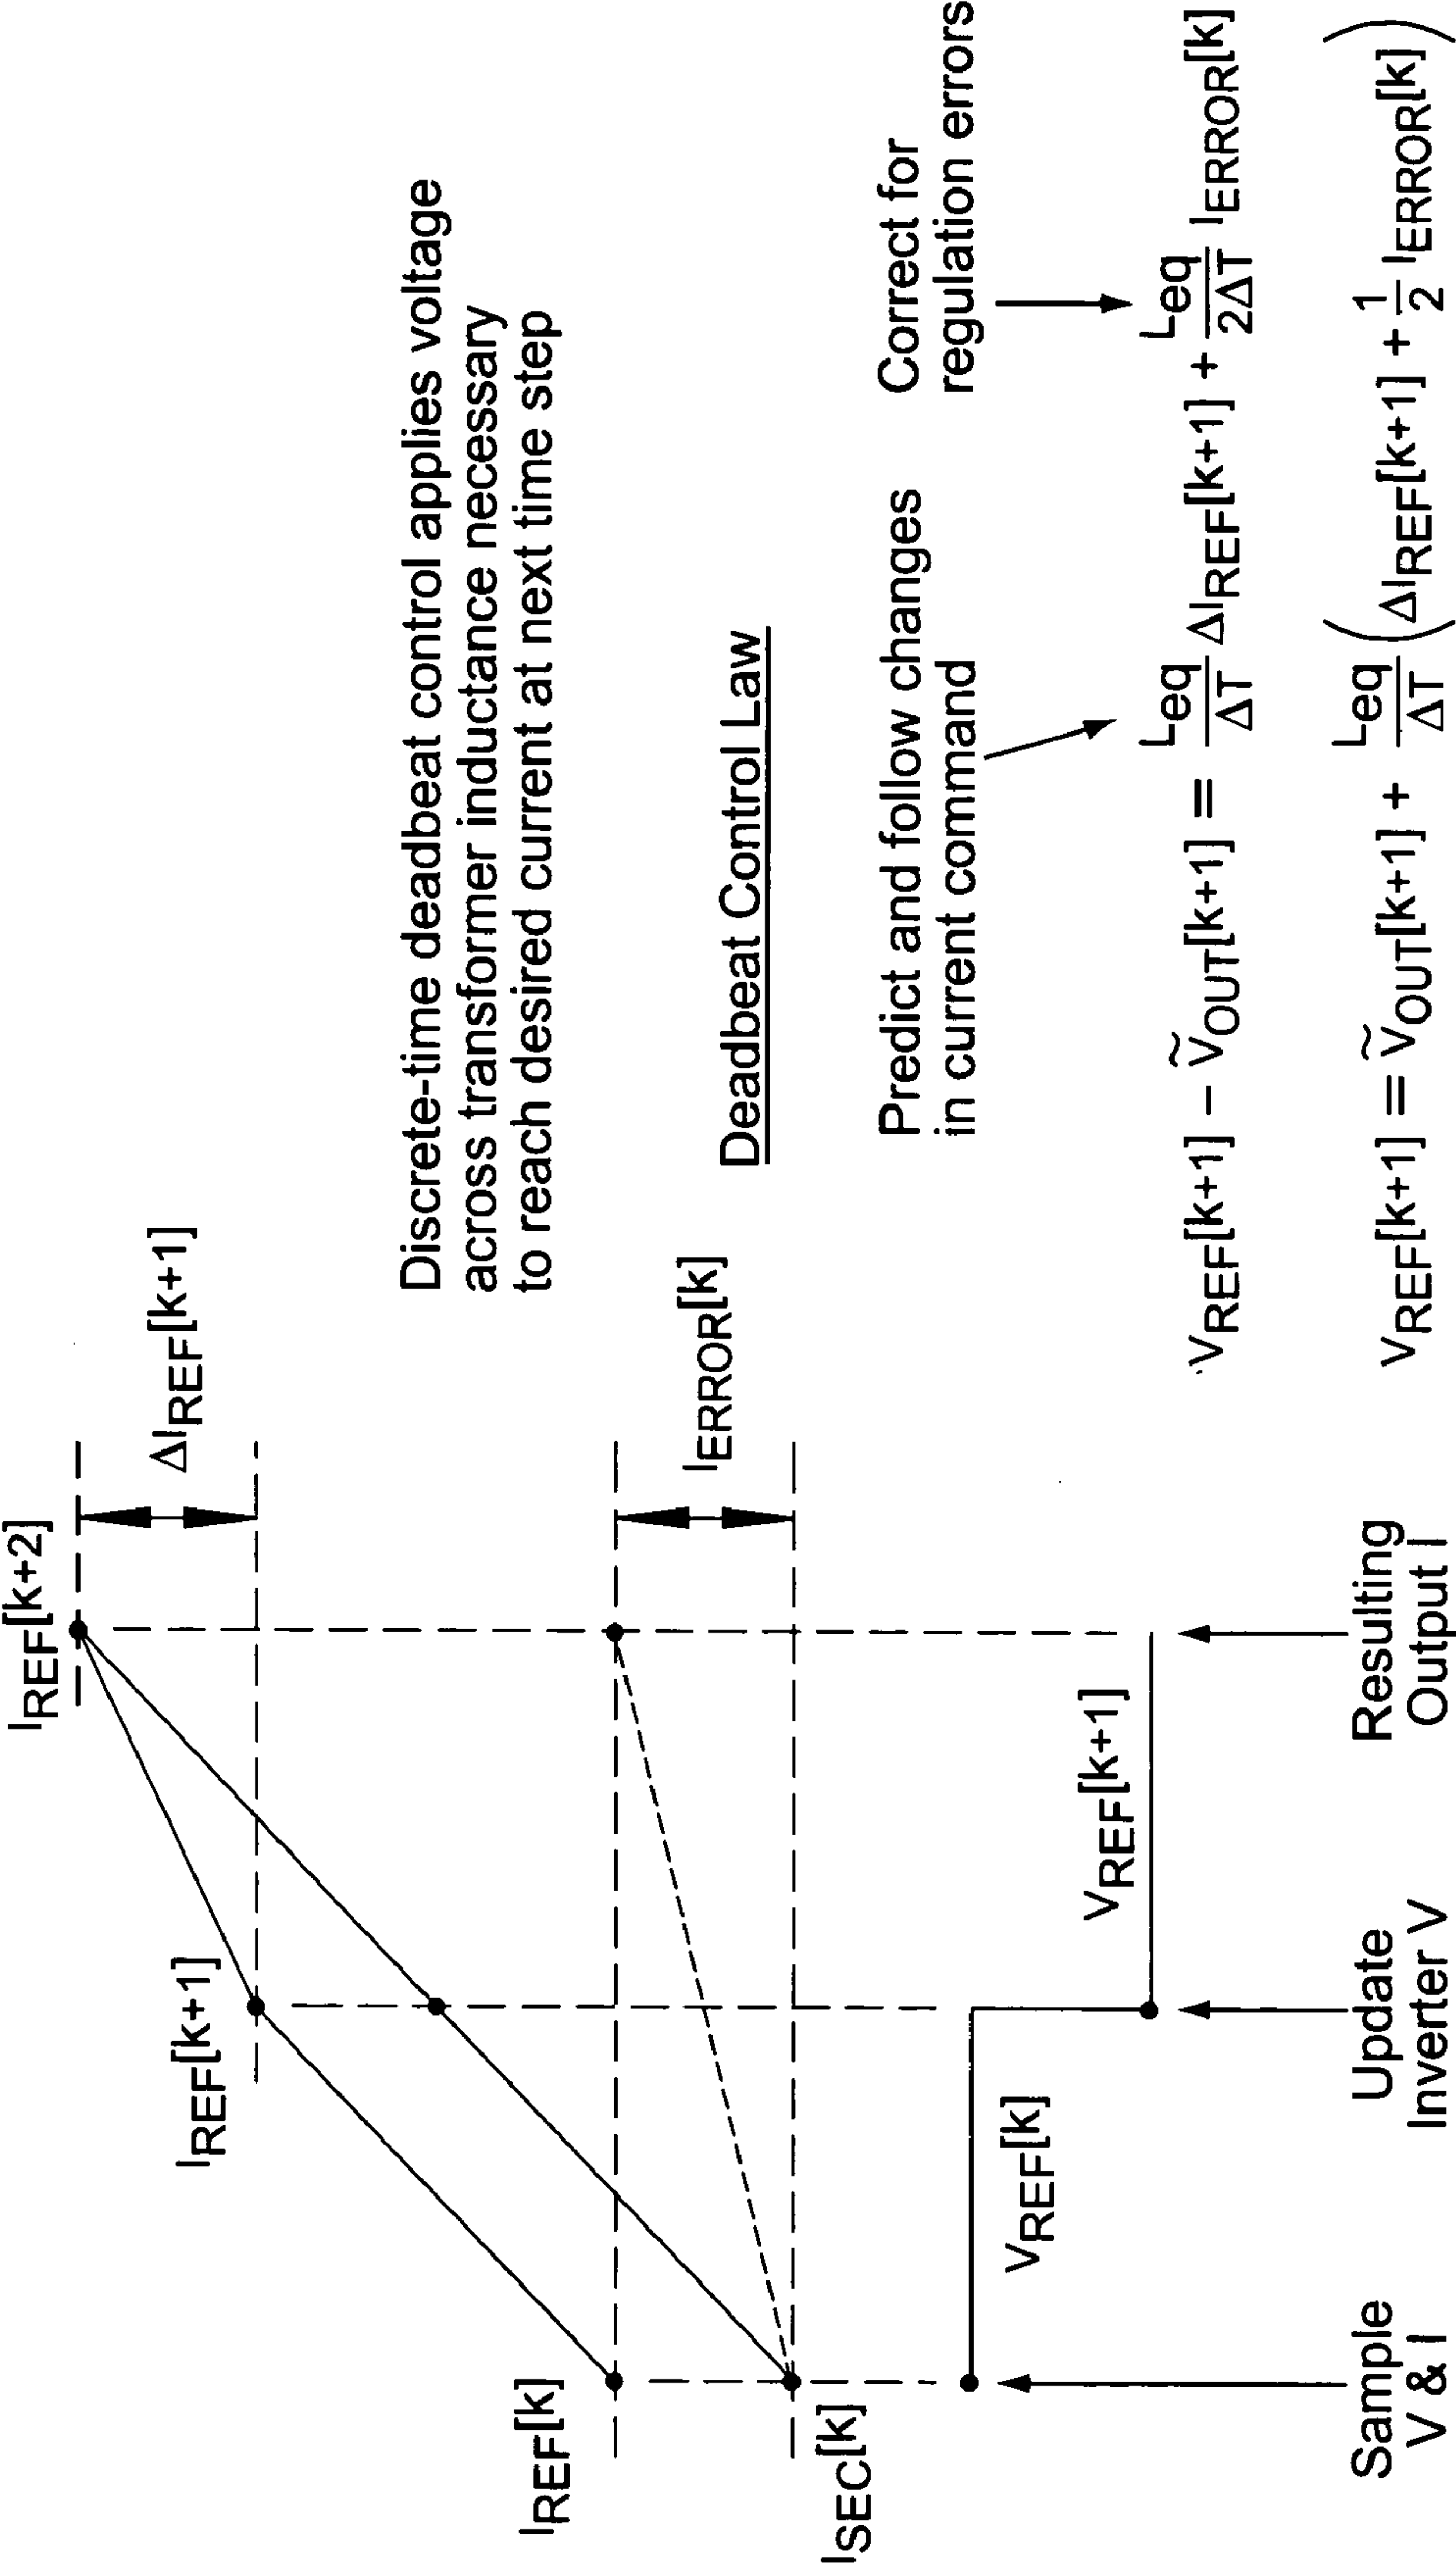 I_REF[k+2]
ΔI_REF[k+1]
I_REF[k+1]
I_REF[k]
I_ERROR[k]
I_SEC[k]
V_REF[k]
V_REF[k+1]
Sample
V & I
Update
Inverter V
Resulting
Output I
Discrete-time deadbeat control applies voltage
across transformer inductance necessary
to reach desired current at next time step
Deadbeat Control Law
Predict and follow changes
in current command
Correct for
regulation errors
V_REF[k+1] − Ṽ_OUT[k+1] = L_eq/ΔT ΔI_REF[k+1] + L_eq/2ΔT I_ERROR[k]
V_REF[k+1] = Ṽ_OUT[k+1] + L_eq/ΔT (ΔI_REF[k+1] + 1/2 I_ERROR[k])